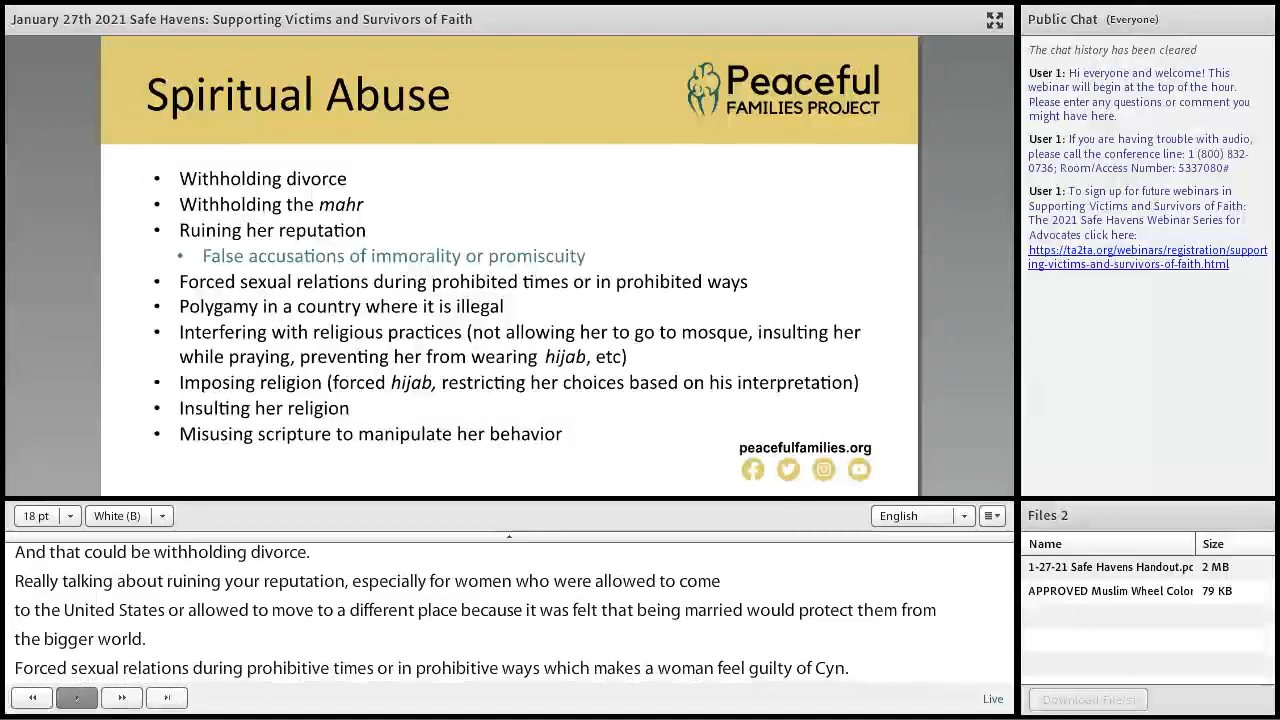 January 27th 2021 Safe Havens: Supporting Victims and Survivors of Faith
Spiritual Abuse
Peaceful
FAMILIES PROJECT
• Withholding divorce
• Withholding the mahr
• Ruining her reputation
• False accusations of immorality or promiscuity
• Forced sexual relations during prohibited times or in prohibited ways
• Polygamy in a country where it is illegal
• Interfering with religious practices (not allowing her to go to mosque, insulting her
while praying, preventing her from wearing hijab, etc)
• Imposing religion (forced hijab, restricting her choices based on his interpretation)
• Insulting her religion
• Misusing scripture to manipulate her behavior
peacefulfamilies.org
18 pt
White (B)
English
And that could be withholding divorce.
Really talking about ruining your reputation, especially for women who were allowed to come
to the United States or allowed to move to a different place because it was felt that being married would protect them from
the bigger world.
Forced sexual relations during prohibitive times or in prohibitive ways which makes a woman feel guilty of Cyn.
Live
Public Chat (Everyone)
The chat history has been cleared
User 1: Hi everyone and welcome! This
webinar will begin at the top of the hour.
Please enter any questions or comment you
might have here.
User 1: If you are having trouble with audio,
please call the conference line: 1 (800) 832-
0736; Room/Access Number: 5337080#
User 1: To sign up for future webinars in
Supporting Victims and Survivors of Faith:
The 2021 Safe Havens Webinar Series for
Advocates click here:
https://ta2ta.org/webinars/registration/support
ing-victims-and-survivors-of-faith.html
Files 2
Name Size
1-27-21 Safe Havens Handout.pc 2 MB
APPROVED Muslim Wheel Color 79 KB
Download File(s)